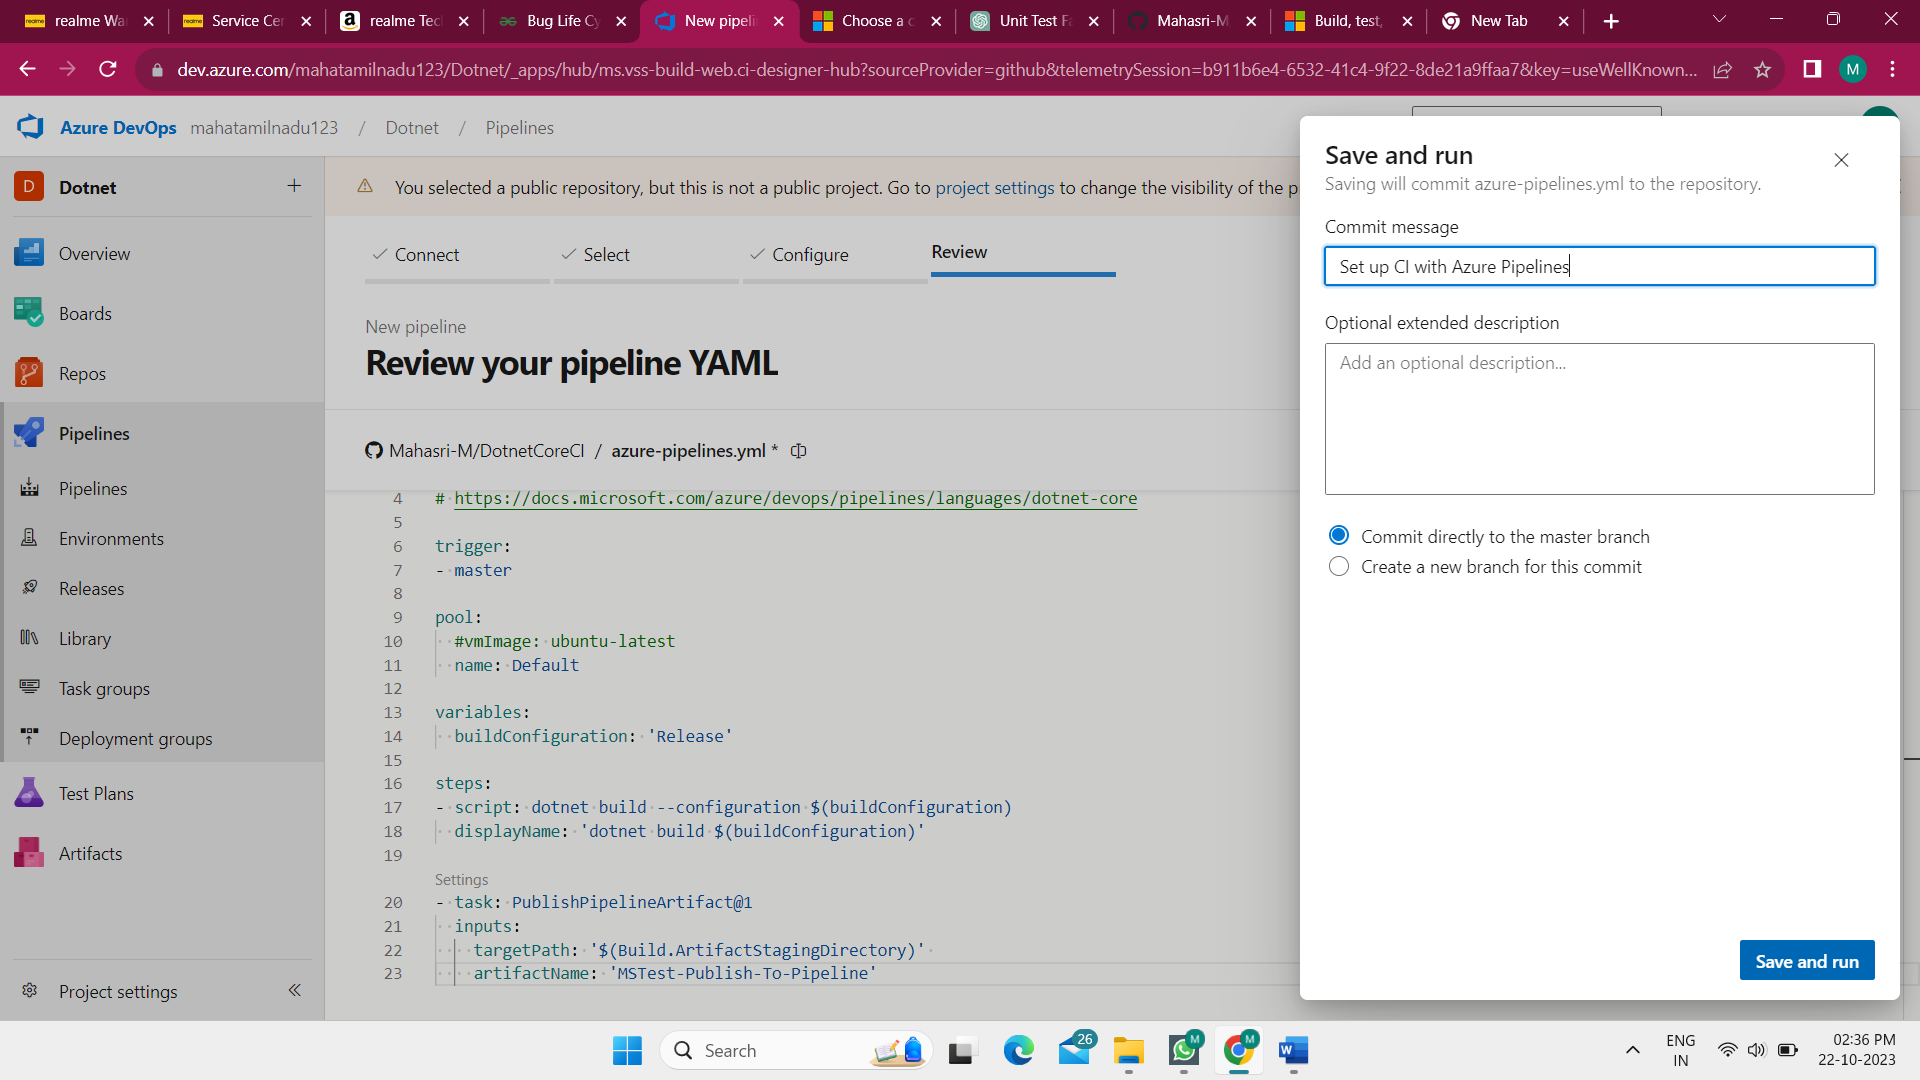 realme Wa
Service Cer
realme Tec
Bug Life Cy
New pipeli
Choose a c
Unit Test Fa
Mahasri-M
Build, test,
New Tab
dev.azure.com/mahatamilnadu123/Dotnet/_apps/hub/ms.vss-build-web.ci-designer-hub?sourceProvider=github&telemetrySession=b911b6e4-6532-41c4-9f22-8de21a9ffaa7&key=useWellKnown...
M
Azure DevOps mahatamilnadu123 / Dotnet / Pipelines
D Dotnet
Overview
Boards
Repos
Pipelines
Pipelines
Environments
Releases
Library
Task groups
Deployment groups
Test Plans
Artifacts
Project settings
You selected a public repository, but this is not a public project. Go to project settings to change the visibility of the p
Connect
Select
Configure
Review
New pipeline
Review your pipeline YAML
Mahasri-M/DotnetCoreCI / azure-pipelines.yml *
4 # https://docs.microsoft.com/azure/devops/pipelines/languages/dotnet-core
5
6 trigger:
7 - master
8
9 pool:
10 #vmImage: ubuntu-latest
11 name: Default
12
13 variables:
14 buildConfiguration: 'Release'
15
16 steps:
17 - script: dotnet build --configuration $(buildConfiguration)
18 displayName: 'dotnet build $(buildConfiguration)'
19
Settings
20 - task: PublishPipelineArtifact@1
21 inputs:
22 targetPath: '$(Build.ArtifactStagingDirectory)'
23 artifactName: 'MSTest-Publish-To-Pipeline'
Save and run
Saving will commit azure-pipelines.yml to the repository.
Commit message
Set up CI with Azure Pipelines
Optional extended description
Add an optional description...
Commit directly to the master branch
Create a new branch for this commit
Save and run
Search
26
M
M
ENG
IN
02:36 PM
22-10-2023